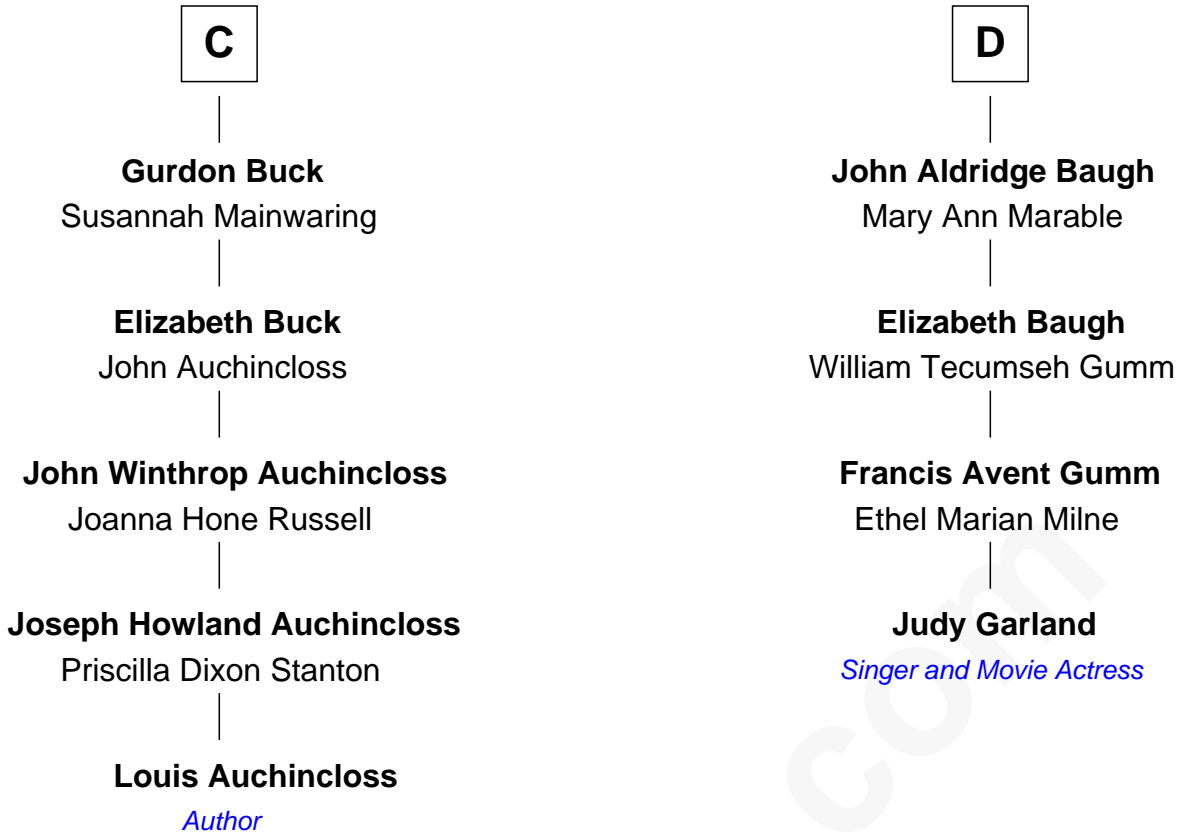 C
Gurdon Buck
Susannah Mainwaring
Elizabeth Buck
John Auchincloss
John Winthrop Auchincloss
Joanna Hone Russell
Joseph Howland Auchincloss
Priscilla Dixon Stanton
Louis Auchincloss
Author
D
John Aldridge Baugh
Mary Ann Marable
Elizabeth Baugh
William Tecumseh Gumm
Francis Avent Gumm
Ethel Marian Milne
Judy Garland
Singer and Movie Actress
com